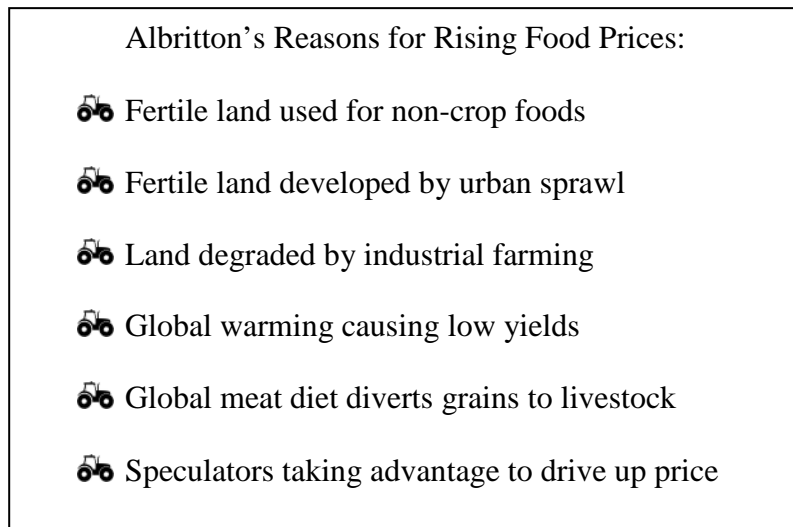 Albritton’s Reasons for Rising Food Prices:
Fertile land used for non-crop foods
Fertile land developed by urban sprawl
Land degraded by industrial farming
Global warming causing low yields
Global meat diet diverts grains to livestock
Speculators taking advantage to drive up price